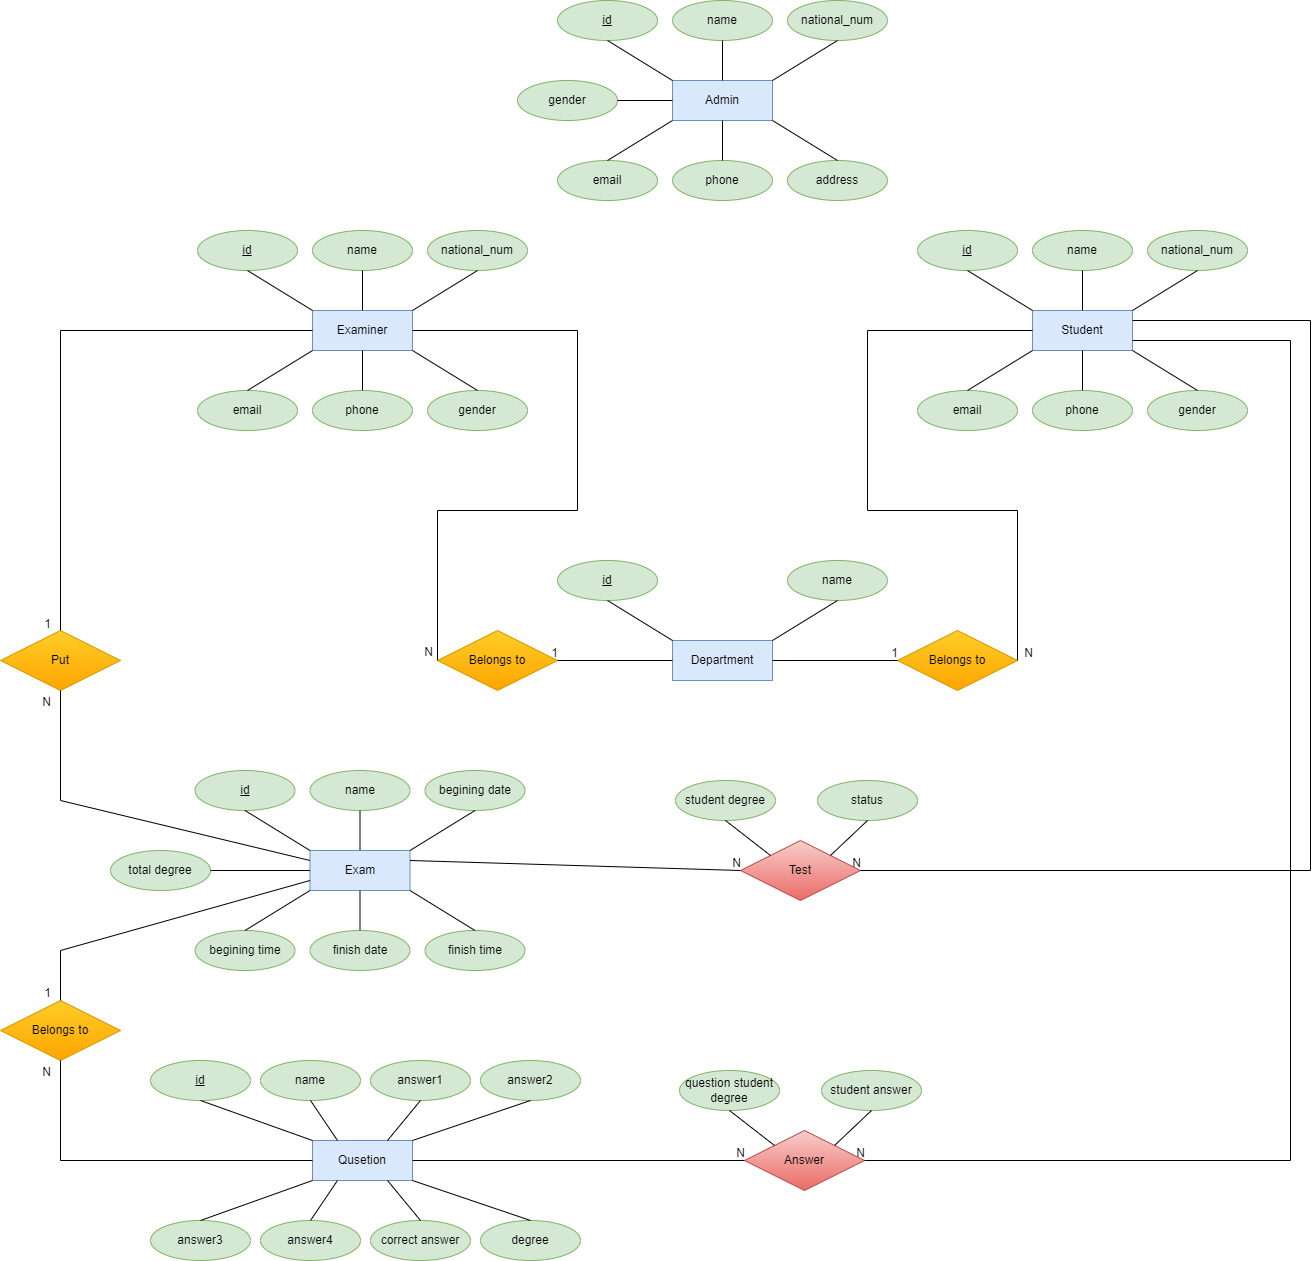 id
name
national_num
gender
Admin
email
phone
address
id
name
national_num
Examiner
email
phone
gender
id
name
national_num
Student
email
phone
gender
id
name
1
Put
N
N
Belongs to
1
Department
1
Belongs to
N
id
name
begining date
total degree
Exam
begining time
finish date
finish time
student degree
status
N
Test
N
1
Belongs to
N
id
name
answer1
answer2
Qusetion
answer3
answer4
correct answer
degree
question student
degree
student answer
N
Answer
N